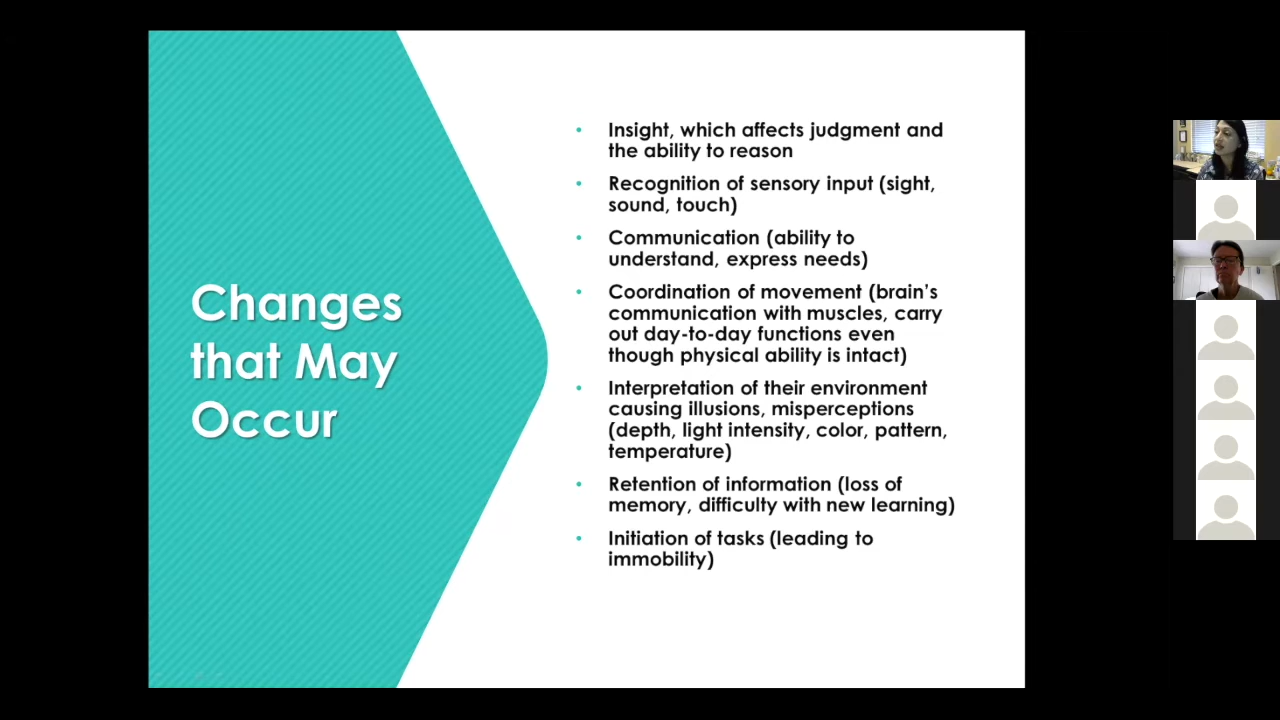 Changes
that May
Occur
• Insight, which affects judgment and
the ability to reason
• Recognition of sensory input (sight,
sound, touch)
• Communication (ability to
understand, express needs)
• Coordination of movement (brain’s
communication with muscles, carry
out day-to-day functions even
though physical ability is intact)
• Interpretation of their environment
causing illusions, misperceptions
(depth, light intensity, color, pattern,
temperature)
• Retention of information (loss of
memory, difficulty with new learning)
• Initiation of tasks (leading to
immobility)